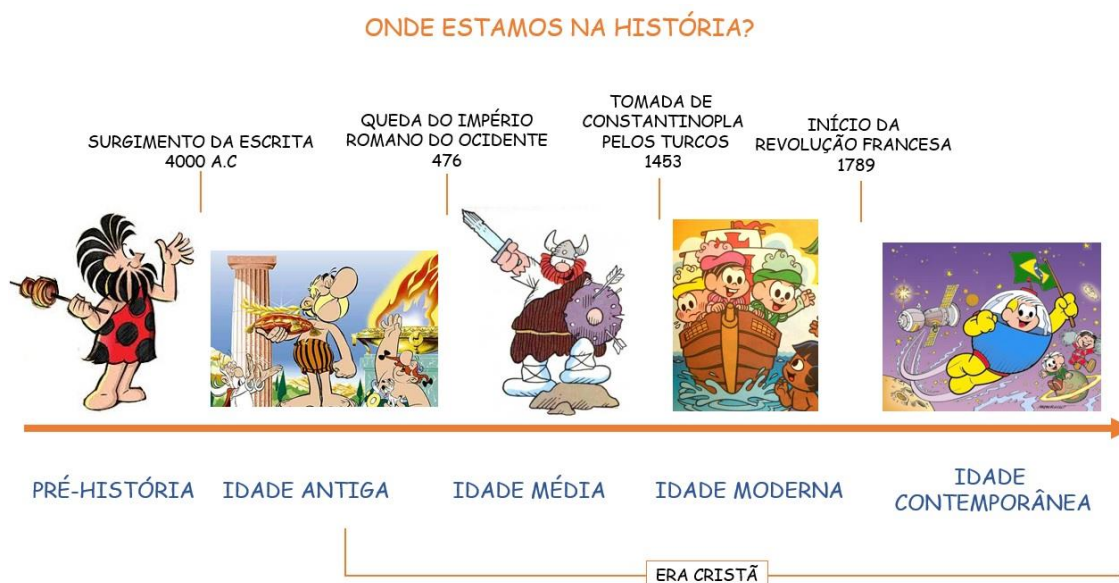 ONDE ESTAMOS NA HISTÓRIA?
SURGIMENTO DA ESCRITA
4000 A.C
QUEDA DO IMPÉRIO
ROMANO DO OCIDENTE
476
TOMADA DE
CONSTANTINOPLA
PELOS TURCOS
1453
INÍCIO DA
REVOLUÇÃO FRANCESA
1789
PRÉ-HISTÓRIA
IDADE ANTIGA
IDADE MÉDIA
IDADE MODERNA
IDADE
CONTEMPORÂNEA
ERA CRISTÃ